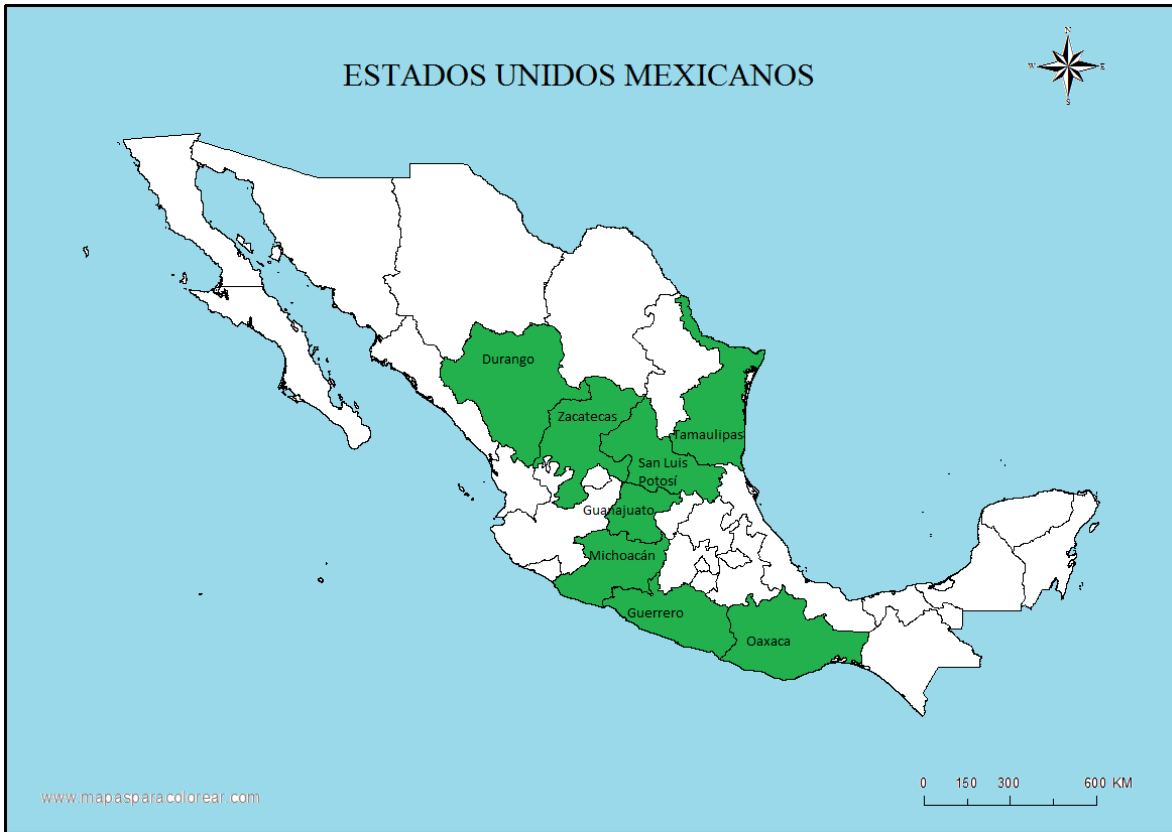 N
W E
S
ESTADOS UNIDOS MEXICANOS
Durango
Zacatecas
Tamaulipas
San Luis
Potosí
Guanajuato
Michoacán
Guerrero
Oaxaca
0 150 300 600 KM
www.mapasparacolorear.com